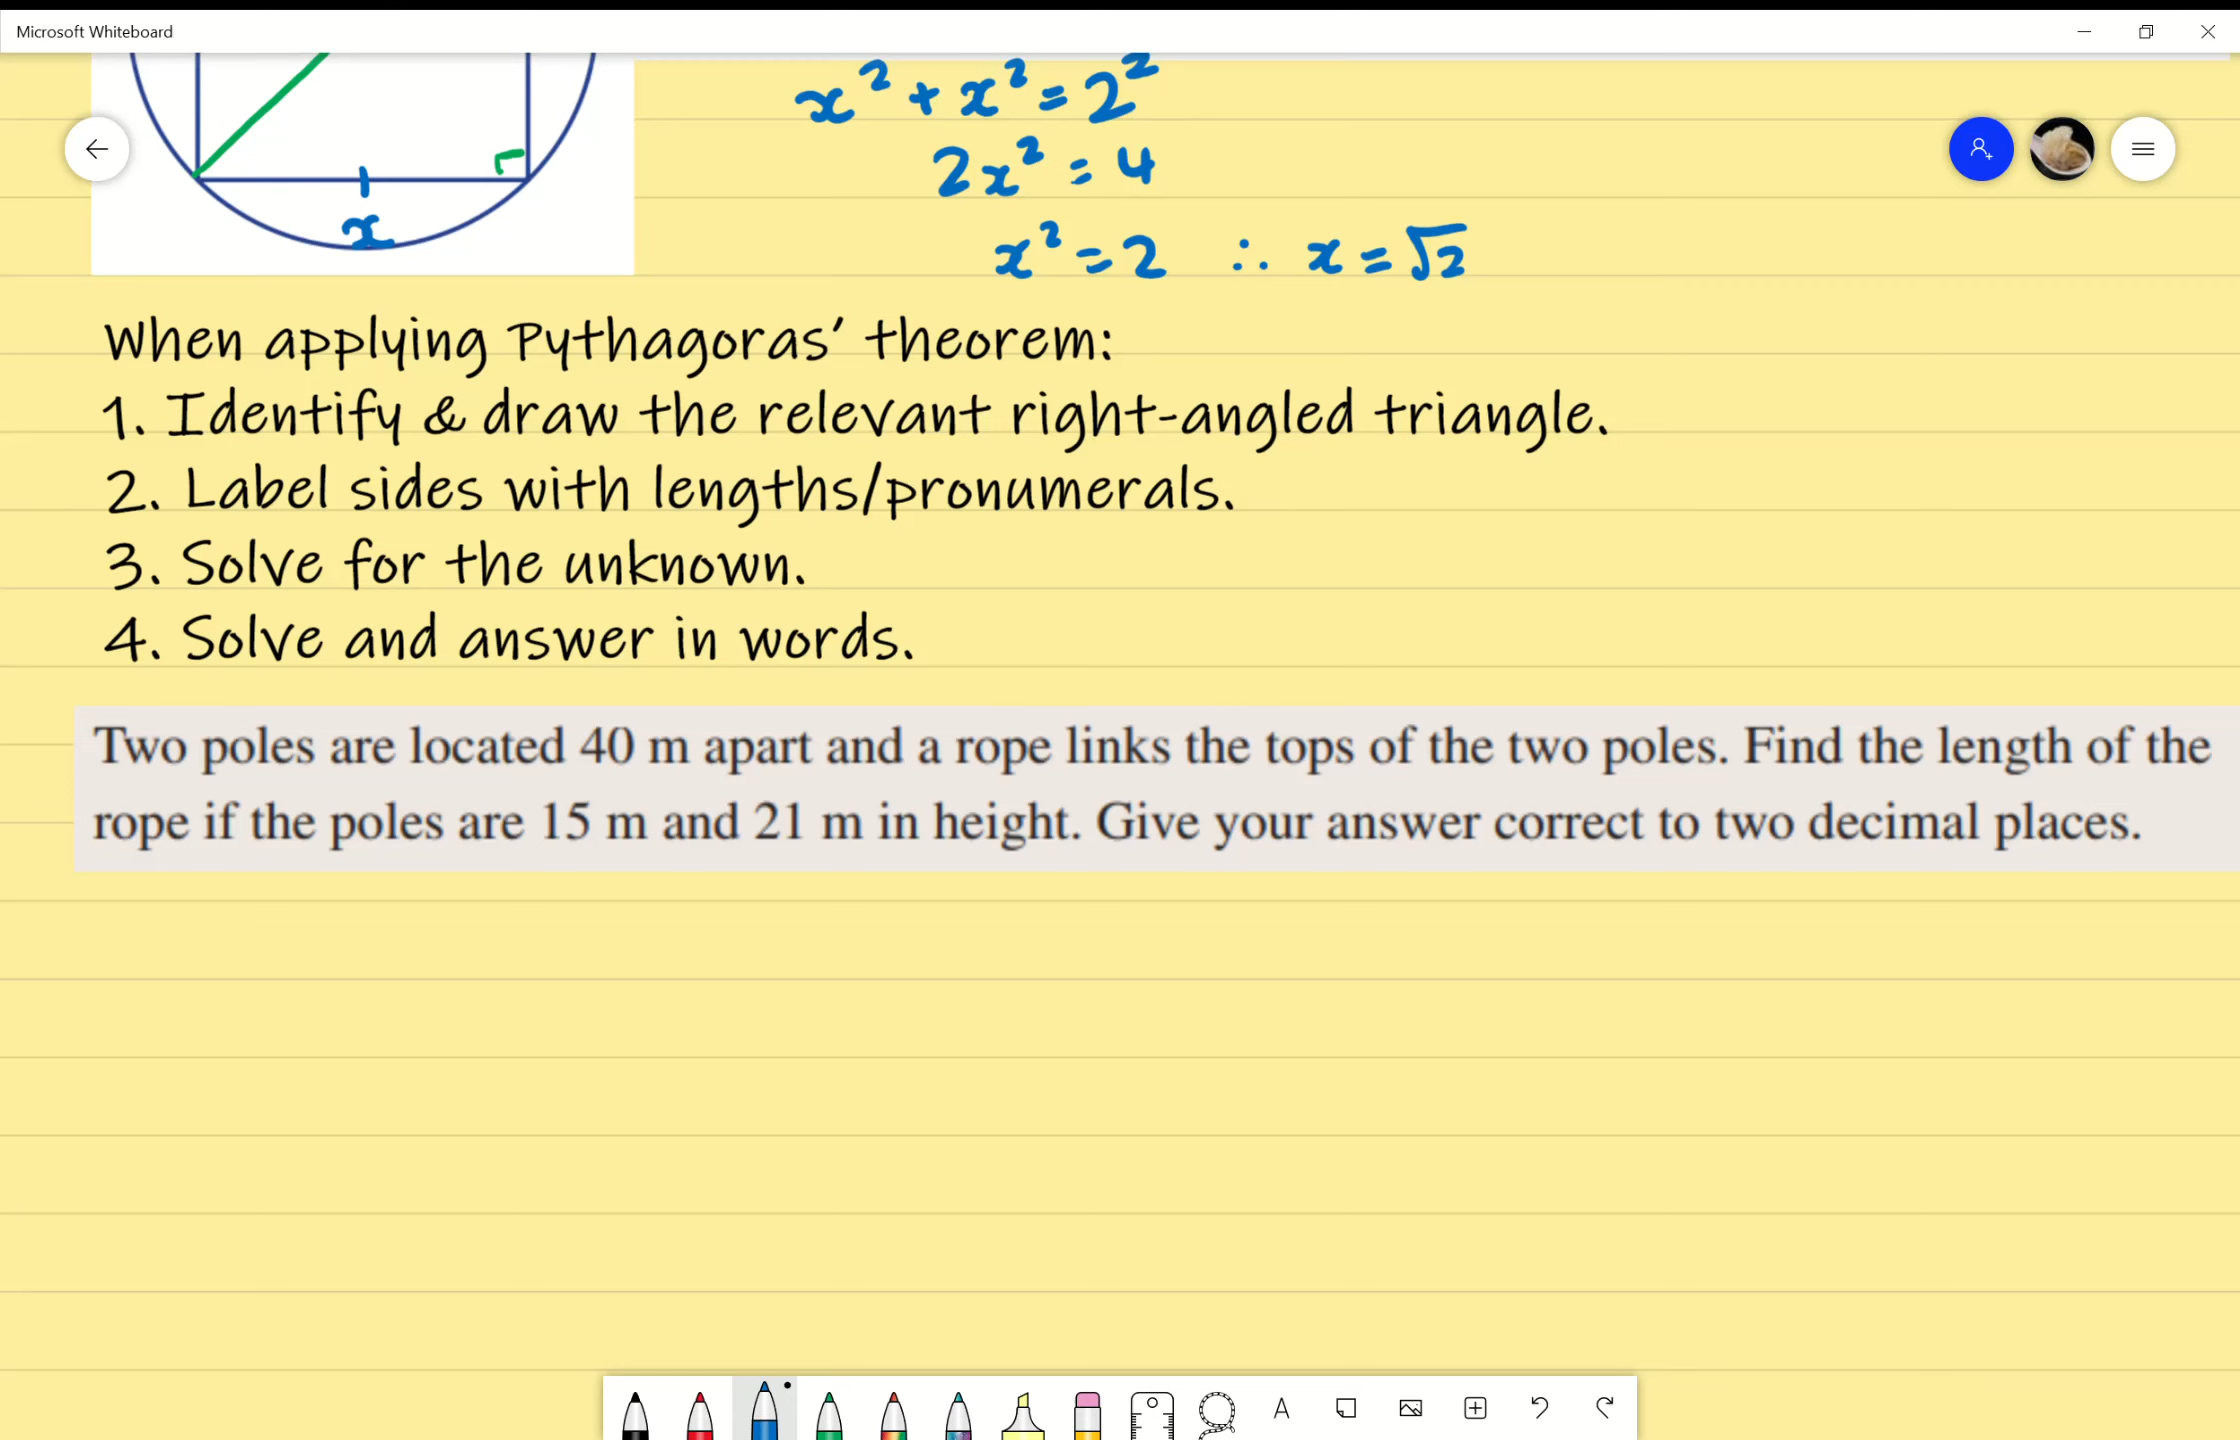 Microsoft Whiteboard
x² + x² = 2²
2x² = 4
x² = 2 ∴ x = √2
x
When applying Pythagoras' theorem:
1. Identify & draw the relevant right-angled triangle.
2. Label sides with lengths/pronumerals.
3. Solve for the unknown.
4. Solve and answer in words.
Two poles are located 40 m apart and a rope links the tops of the two poles. Find the length of the
rope if the poles are 15 m and 21 m in height. Give your answer correct to two decimal places.
A